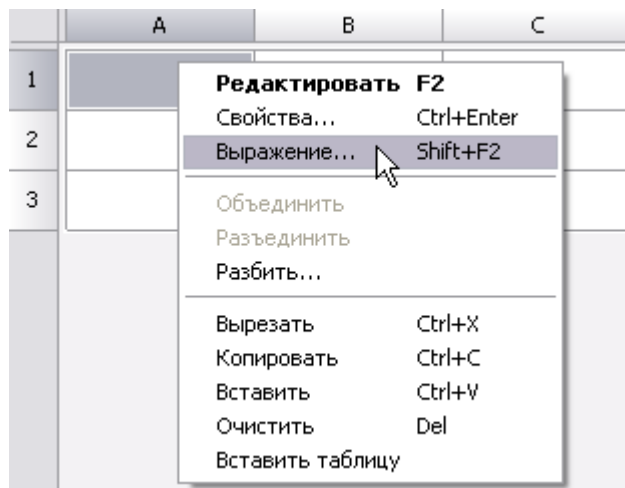 A B C
1
Редактировать F2
Свойства... Ctrl+Enter
2
Выражение... Shift+F2
3
Объединить
Разъединить
Разбить...
Вырезать Ctrl+X
Копировать Ctrl+C
Вставить Ctrl+V
Очистить Del
Вставить таблицу